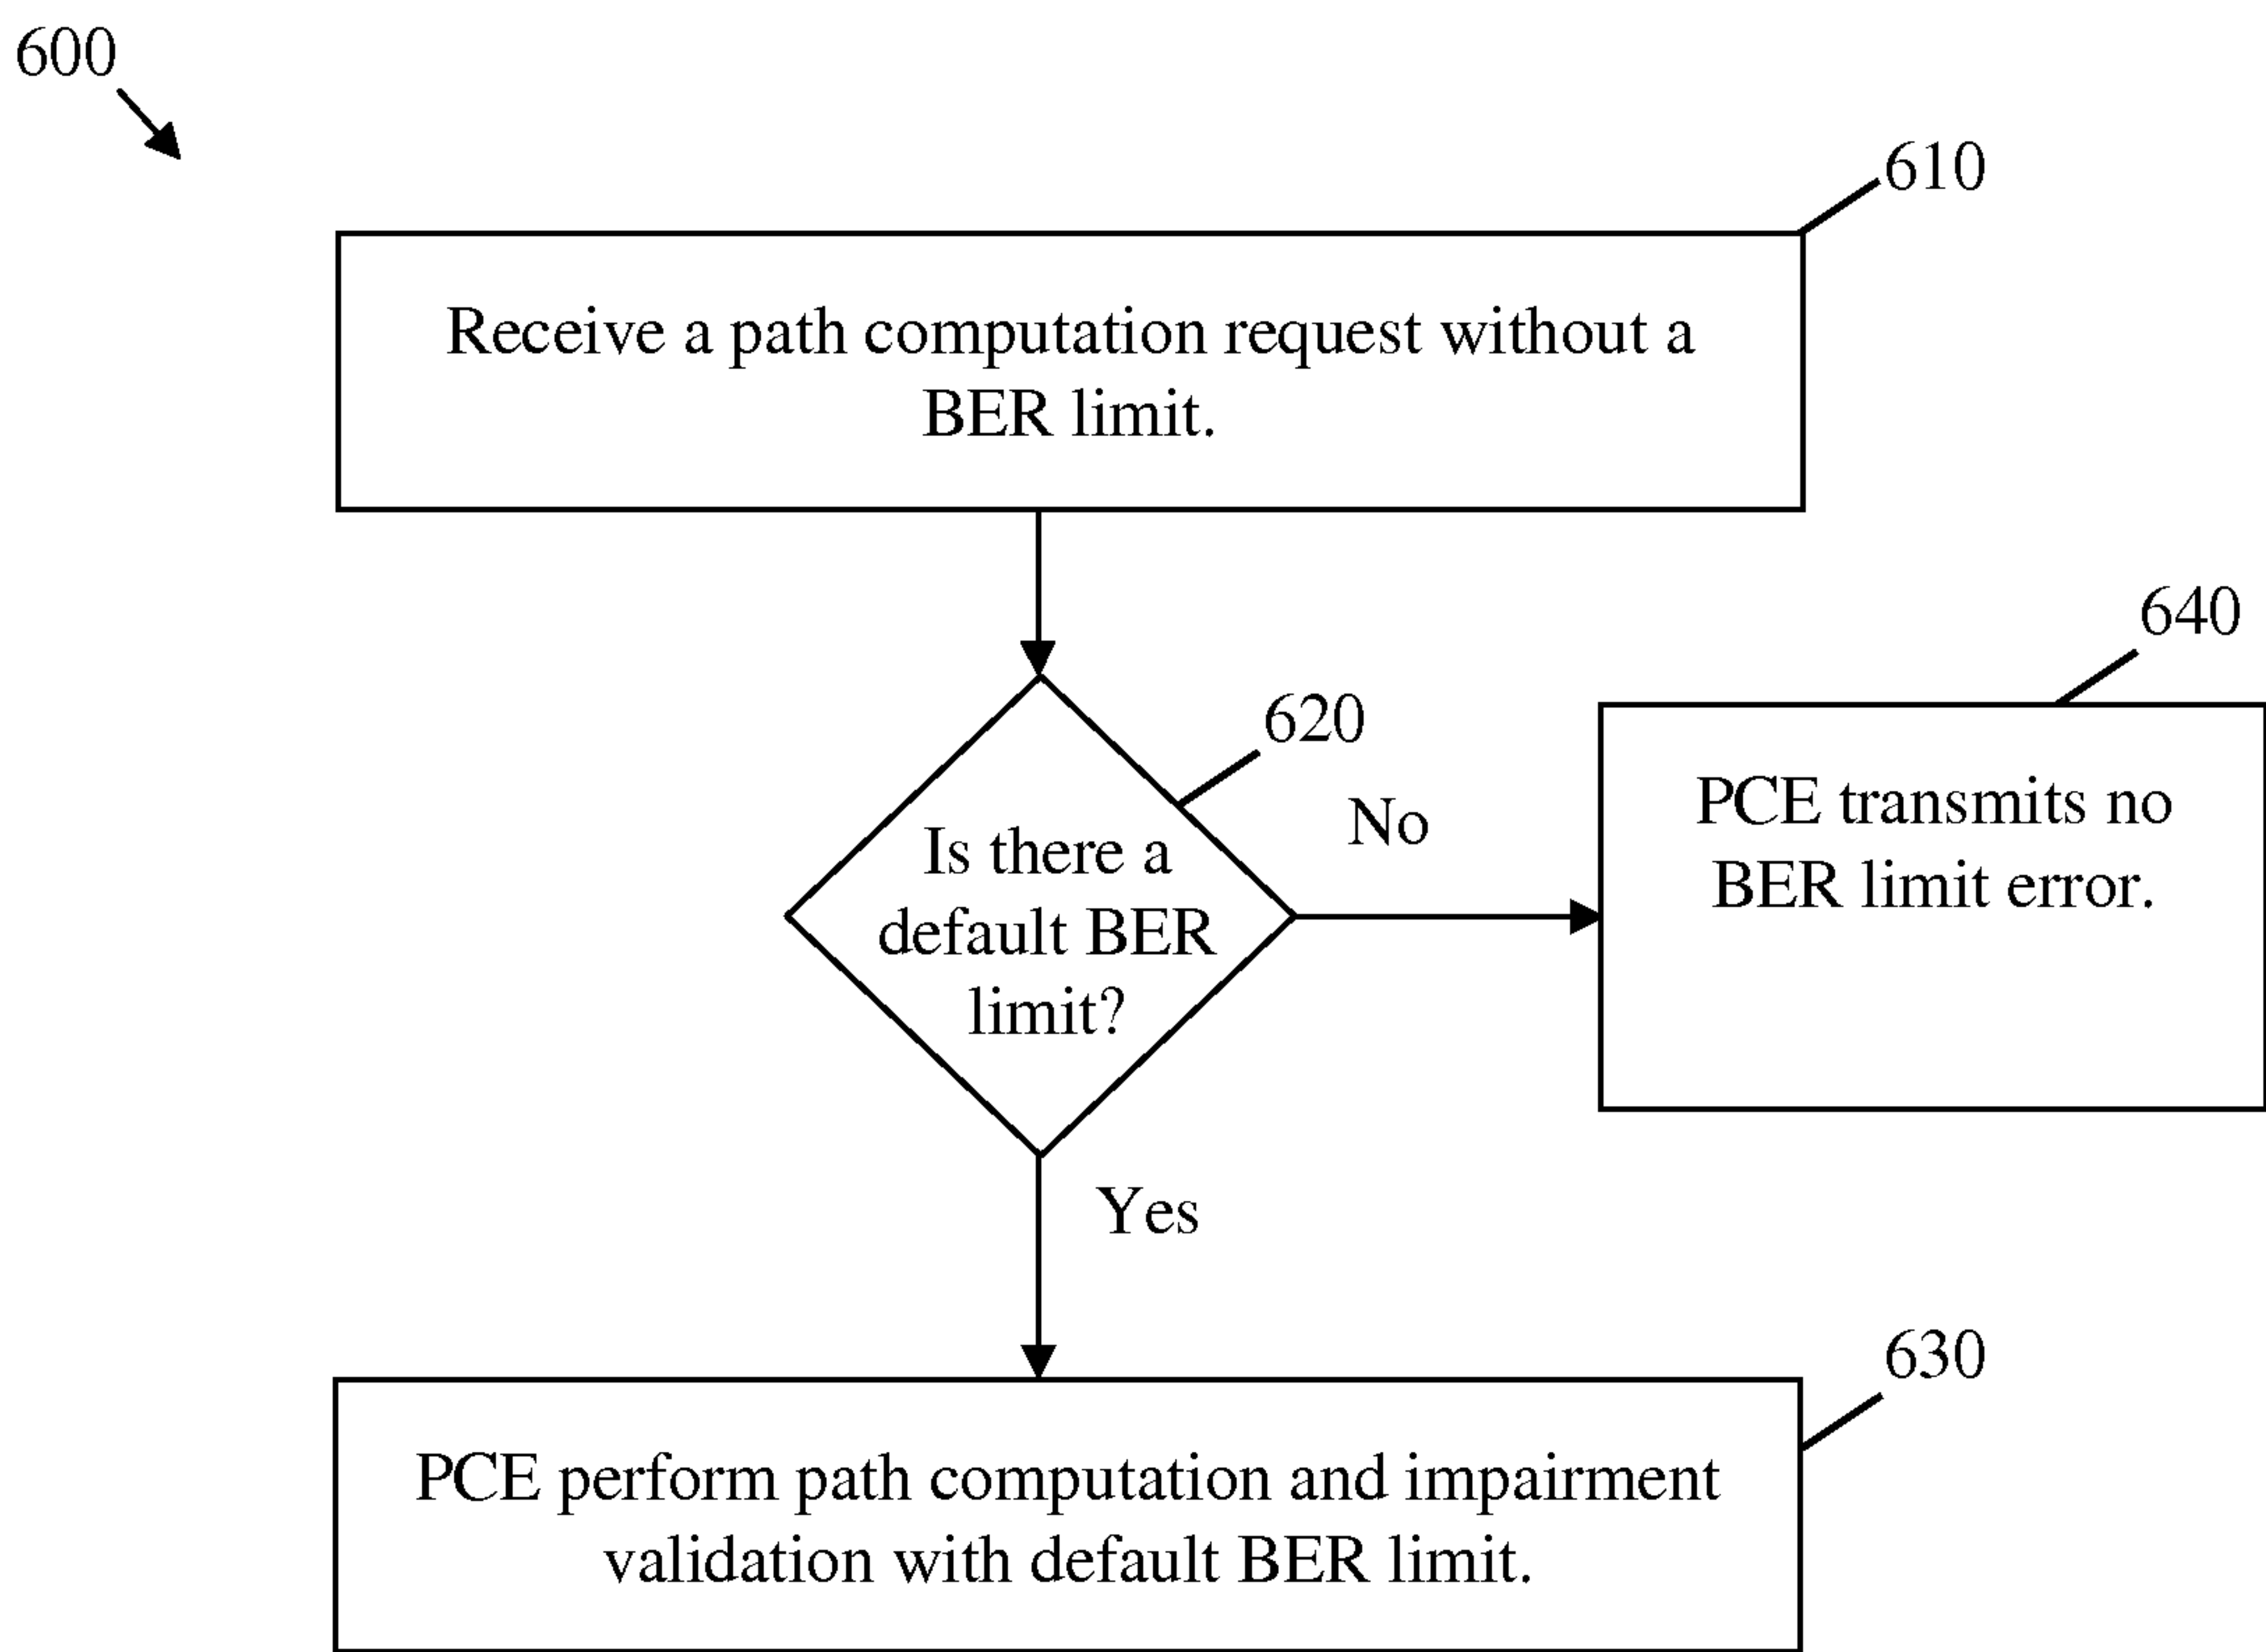 600
610
Receive a path computation request without a
BER limit.
640
620
No
PCE transmits no
BER limit error.
Is there a
default BER
limit?
Yes
630
PCE perform path computation and impairment
validation with default BER limit.